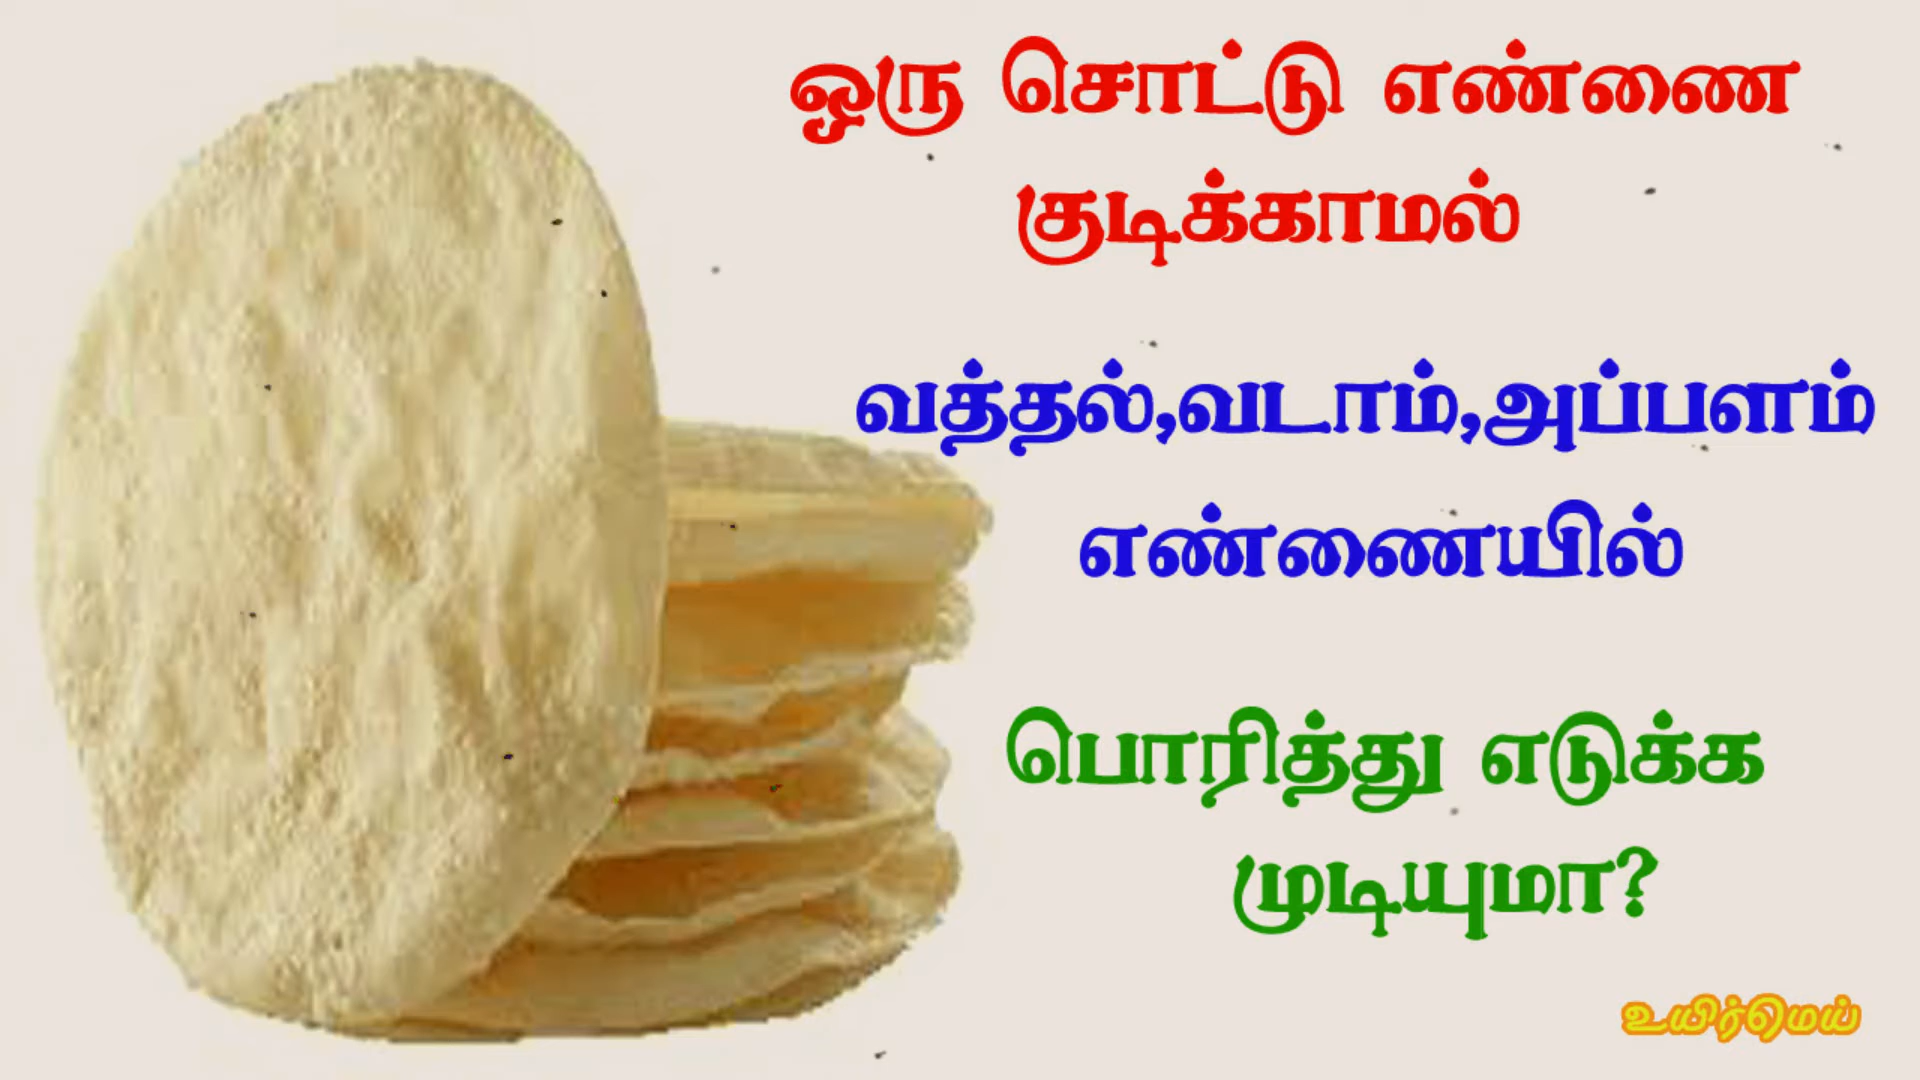 ஒரு சொட்டு எண்ணை
குடிக்காமல்
வத்தல்,வடாம்,அப்பளம்
எண்ணையில்
பொரித்து எடுக்க
முடியுமா?
உயிர்மெய்